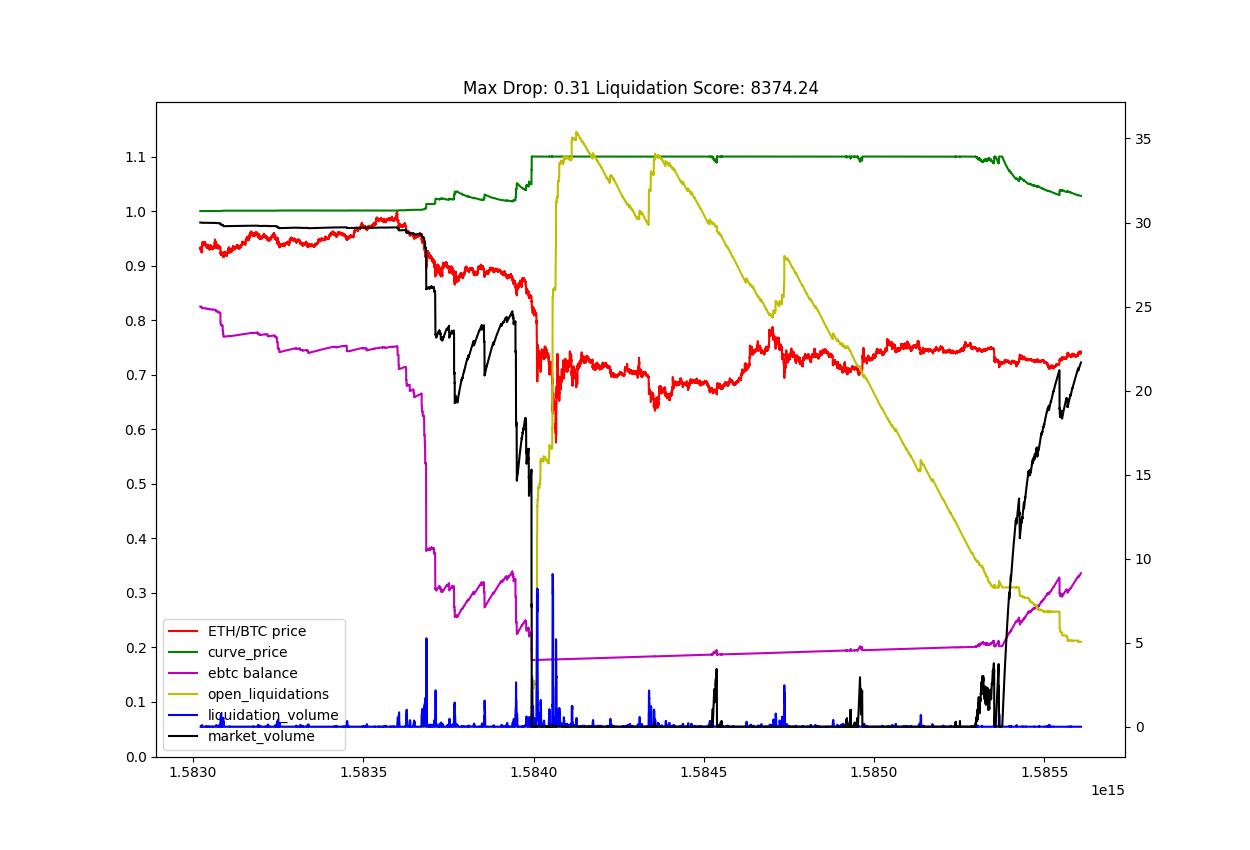 Max Drop: 0.31 Liquidation Score: 8374.24
1.1
1.0
0.9
0.8
0.7
0.6
0.5
0.4
0.3
0.2
0.1
0.0
35
30
25
20
15
10
5
0
ETH/BTC price
curve_price
ebtc balance
open_liquidations
liquidation_volume
market_volume
1.5830 1.5835 1.5840 1.5845 1.5850 1.5855
1e15